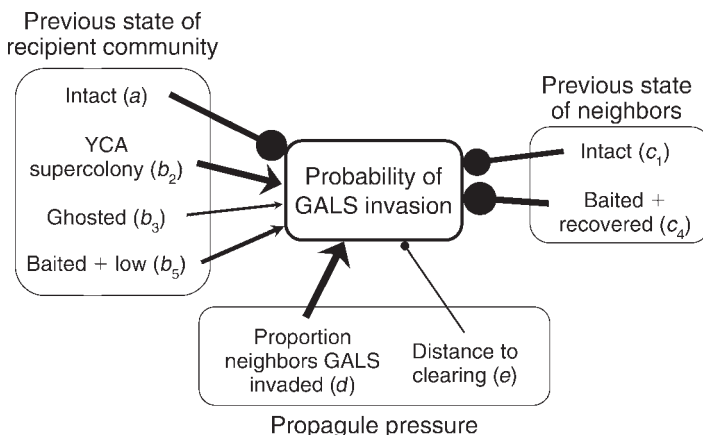 Previous state of
recipient community
Intact (a)
YCA
supercolony (b2)
Ghosted (b3)
Baited + low (b5)
Probability of
GALS invasion
Previous state
of neighbors
Intact (c1)
Baited +
recovered (c4)
Proportion
neighbors GALS
invaded (d)
Distance to
clearing (e)
Propagule pressure